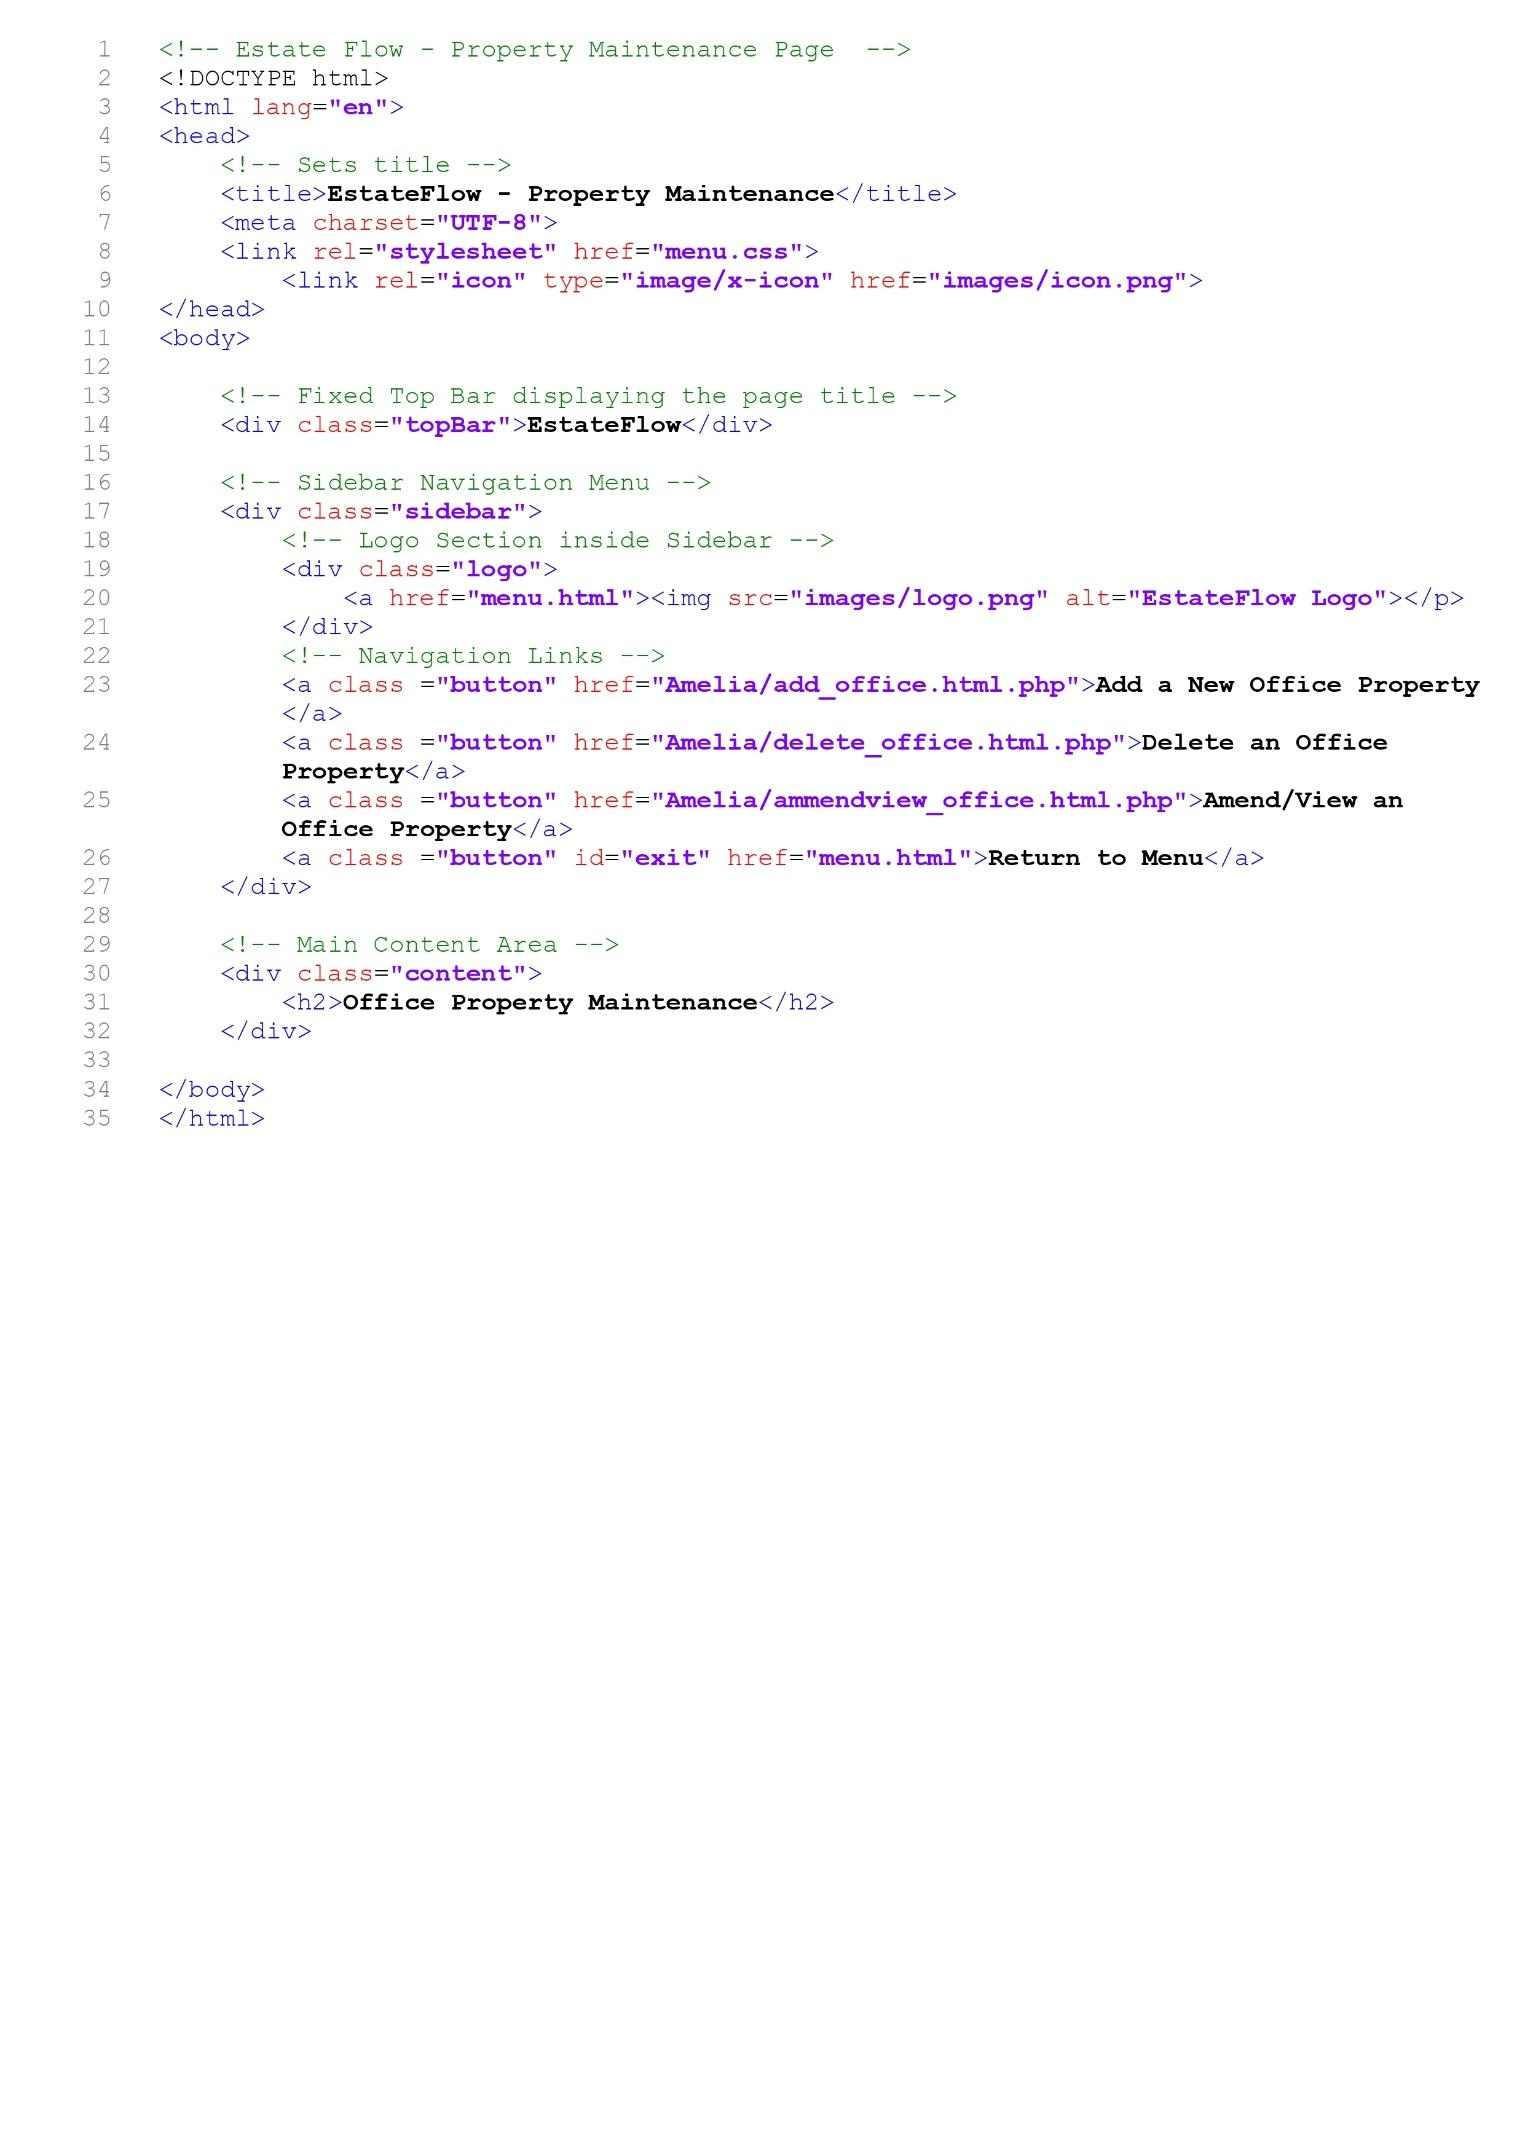 1 <!-- Estate Flow - Property Maintenance Page  -->
2 <!DOCTYPE html>
3 <html lang="en">
4 <head>
5     <!-- Sets title -->
6     <title>EstateFlow - Property Maintenance</title>
7     <meta charset="UTF-8">
8     <link rel="stylesheet" href="menu.css">
9         <link rel="icon" type="image/x-icon" href="images/icon.png">
10 </head>
11 <body>
12
13     <!-- Fixed Top Bar displaying the page title -->
14     <div class="topBar">EstateFlow</div>
15
16     <!-- Sidebar Navigation Menu -->
17     <div class="sidebar">
18         <!-- Logo Section inside Sidebar -->
19         <div class="logo">
20             <a href="menu.html"><img src="images/logo.png" alt="EstateFlow Logo"></p>
21         </div>
22         <!-- Navigation Links -->
23         <a class ="button" href="Amelia/add_office.html.php">Add a New Office Property
</a>
24         <a class ="button" href="Amelia/delete_office.html.php">Delete an Office
Property</a>
25         <a class ="button" href="Amelia/ammendview_office.html.php">Amend/View an
Office Property</a>
26         <a class ="button" id="exit" href="menu.html">Return to Menu</a>
27     </div>
28
29     <!-- Main Content Area -->
30     <div class="content">
31         <h2>Office Property Maintenance</h2>
32     </div>
33
34 </body>
35 </html>